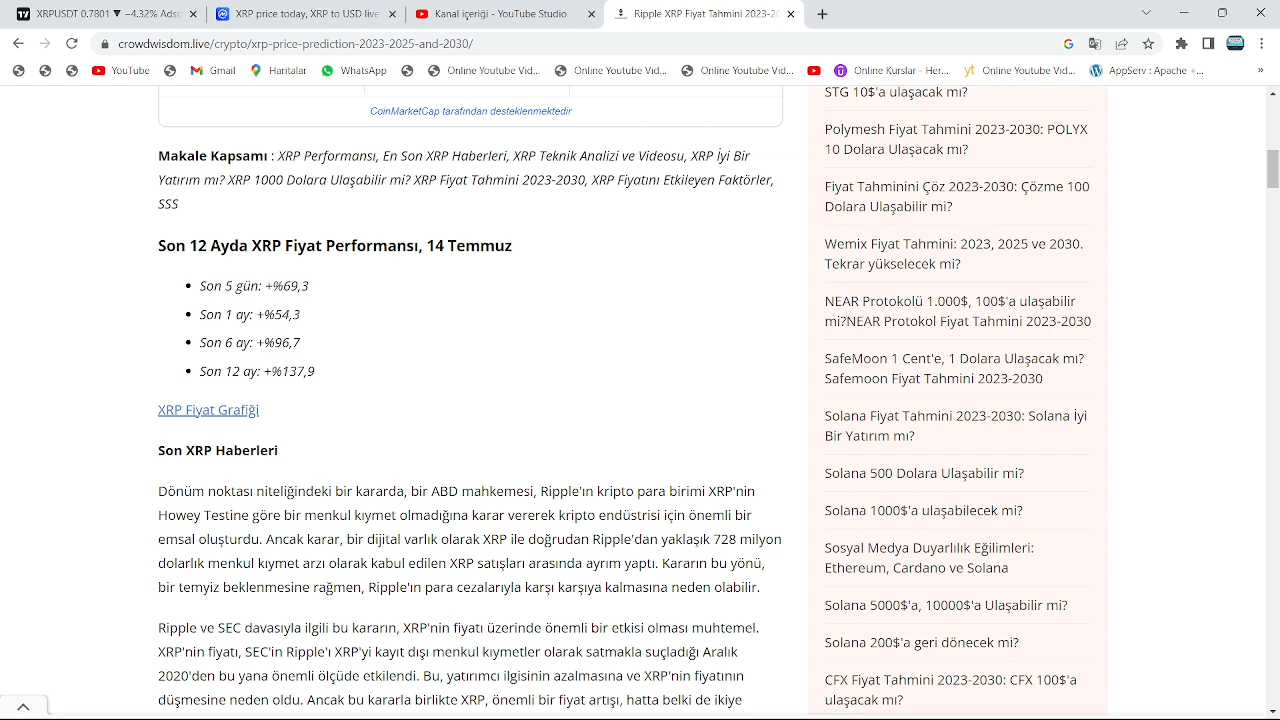 XRPUSDT 0.7801 ▼ −4.32% Adsı
XRP price today, XRP to USD live
Kanal içeriği - YouTube Studio
Ripple XRP Fiyat Tahmini 2023-20
crowdwisdom.live/crypto/xrp-price-prediction-2023-2025-and-2030/
YouTube
Gmail
Haritalar
WhatsApp
Online Youtube Vid...
Online Youtube Vid...
Online Youtube Vid...
Online Kurslar - Her...
Online Youtube Vid...
AppServ : Apache +...
CoinMarketCap tarafından desteklenmektedir
Makale Kapsamı : XRP Performansı, En Son XRP Haberleri, XRP Teknik Analizi ve Videosu, XRP İyi Bir
Yatırım mı? XRP 1000 Dolara Ulaşabilir mi? XRP Fiyat Tahmini 2023-2030, XRP Fiyatını Etkileyen Faktörler,
SSS
Son 12 Ayda XRP Fiyat Performansı, 14 Temmuz
Son 5 gün: +%69,3
Son 1 ay: +%54,3
Son 6 ay: +%96,7
Son 12 ay: +%137,9
XRP Fiyat Grafiği
Son XRP Haberleri
Dönüm noktası niteliğindeki bir kararda, bir ABD mahkemesi, Ripple'ın kripto para birimi XRP'nin
Howey Testine göre bir menkul kıymet olmadığına karar vererek kripto endüstrisi için önemli bir
emsal oluşturdu. Ancak karar, bir dijital varlık olarak XRP ile doğrudan Ripple'dan yaklaşık 728 milyon
dolarlık menkul kıymet arzı olarak kabul edilen XRP satışları arasında ayrım yaptı. Kararın bu yönü,
bir temyiz beklenmesine rağmen, Ripple'ın para cezalarıyla karşı karşıya kalmasına neden olabilir.
Ripple ve SEC davasıyla ilgili bu kararın, XRP'nin fiyatı üzerinde önemli bir etkisi olması muhtemel.
XRP'nin fiyatı, SEC'in Ripple'ı XRP'yi kayıt dışı menkul kıymetler olarak satmakla suçladığı Aralık
2020'den bu yana önemli ölçüde etkilendi. Bu, yatırımcı ilgisinin azalmasına ve XRP'nin fiyatının
düşmesine neden oldu. Ancak bu kararla birlikte XRP, önemli bir fiyat artışı, hatta belki de ikiye
STG 10$'a ulaşacak mı?
Polymesh Fiyat Tahmini 2023-2030: POLYX
10 Dolara Ulaşacak mı?
Fiyat Tahminini Çöz 2023-2030: Çözme 100
Dolara Ulaşabilir mi?
Wemix Fiyat Tahmini: 2023, 2025 ve 2030.
Tekrar yükselecek mi?
NEAR Protokolü 1.000$, 100$'a ulaşabilir
mi?NEAR Protokol Fiyat Tahmini 2023-2030
SafeMoon 1 Cent'e, 1 Dolara Ulaşacak mı?
Safemoon Fiyat Tahmini 2023-2030
Solana Fiyat Tahmini 2023-2030: Solana İyi
Bir Yatırım mı?
Solana 500 Dolara Ulaşabilir mi?
Solana 1000$'a ulaşabilecek mi?
Sosyal Medya Duyarlılık Eğilimleri:
Ethereum, Cardano ve Solana
Solana 5000$'a, 10000$'a Ulaşabilir mi?
Solana 200$'a geri dönecek mi?
CFX Fiyat Tahmini 2023-2030: CFX 100$'a
ulaşacak mı?